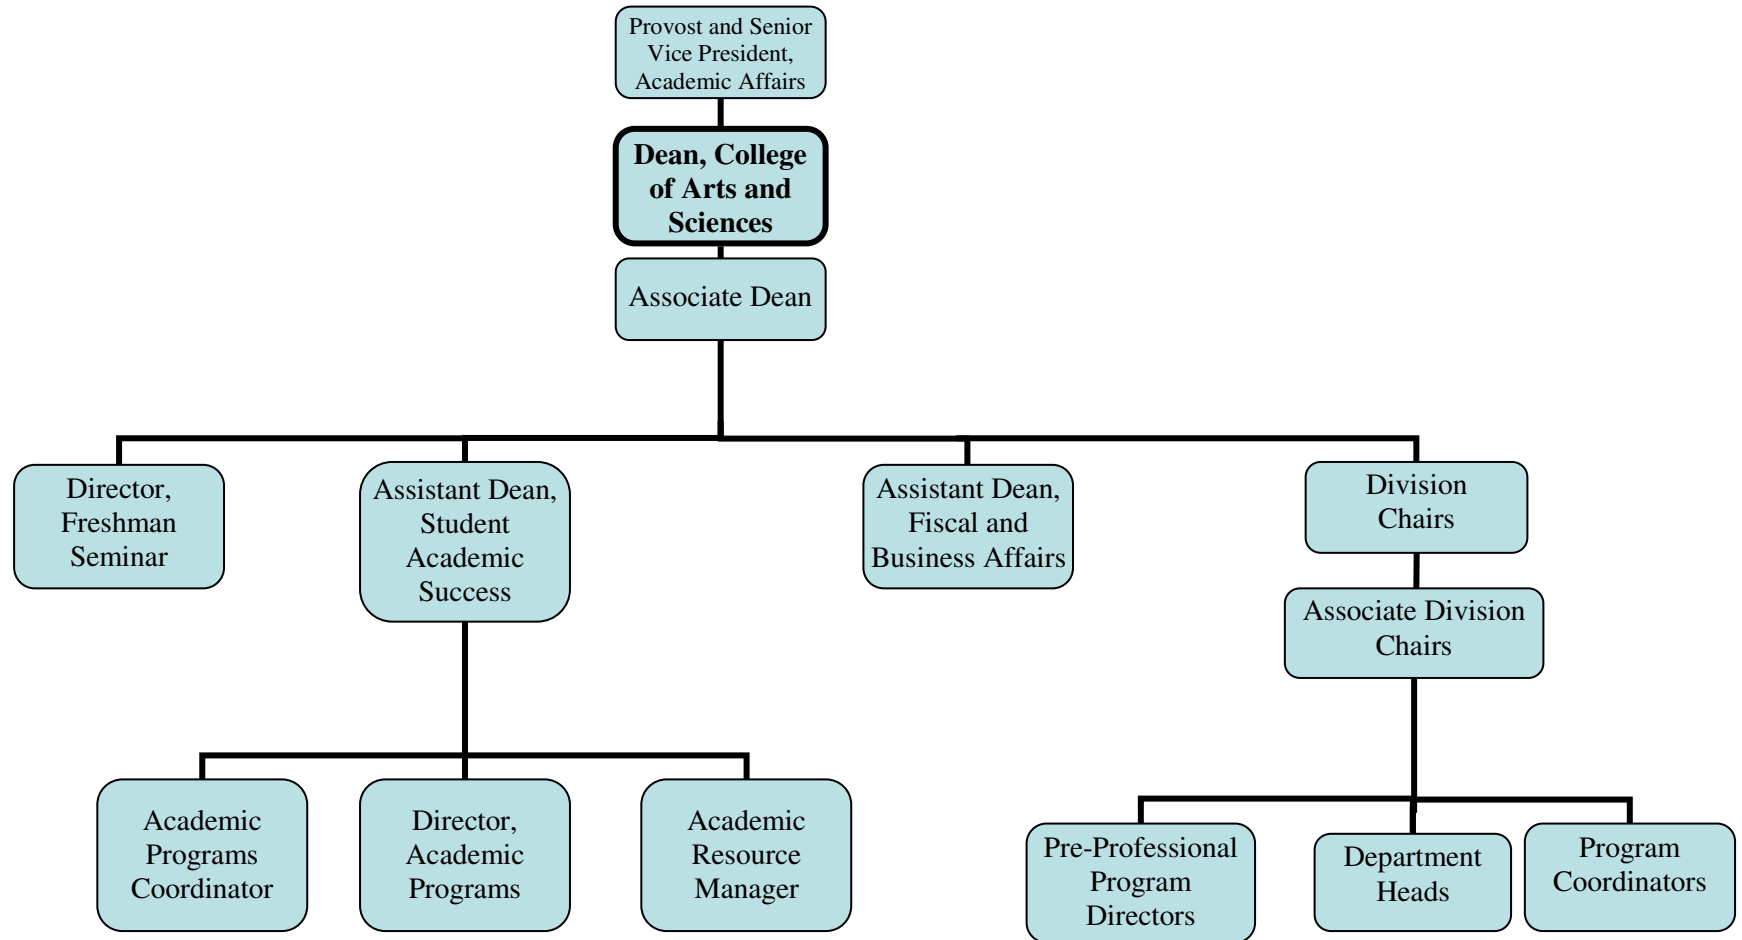 Provost and Senior
Vice President,
Academic Affairs
Dean, College
of Arts and
Sciences
Associate Dean
Director,
Freshman
Seminar
Assistant Dean,
Student
Academic
Success
Assistant Dean,
Fiscal and
Business Affairs
Division
Chairs
Associate Division
Chairs
Academic
Programs
Coordinator
Director,
Academic
Programs
Academic
Resource
Manager
Pre-Professional
Program
Directors
Department
Heads
Program
Coordinators